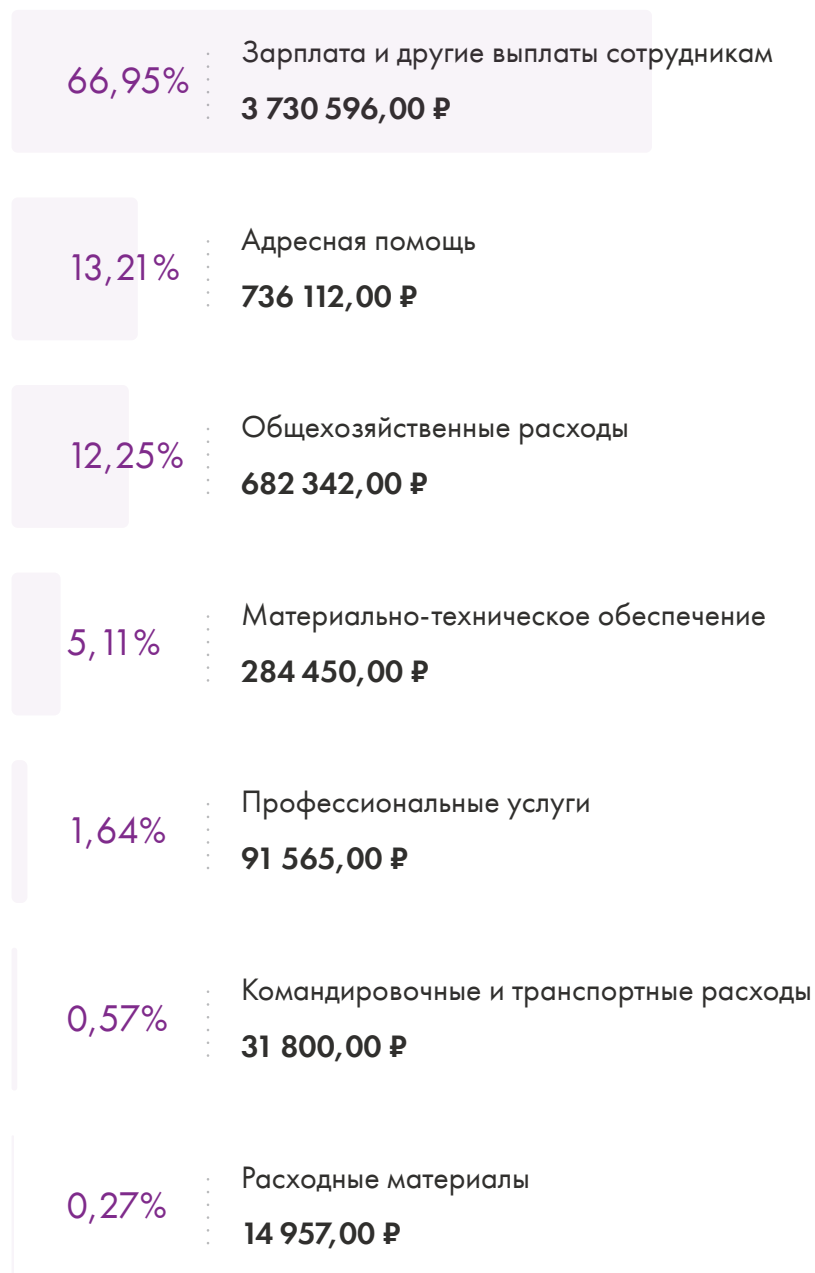 66,95%
Зарплата и другие выплаты сотрудникам
3 730 596,00 ₽
13,21%
Адресная помощь
736 112,00 ₽
12,25%
Общехозяйственные расходы
682 342,00 ₽
5,11%
Материально-техническое обеспечение
284 450,00 ₽
1,64%
Профессиональные услуги
91 565,00 ₽
0,57%
Командировочные и транспортные расходы
31 800,00 ₽
0,27%
Расходные материалы
14 957,00 ₽